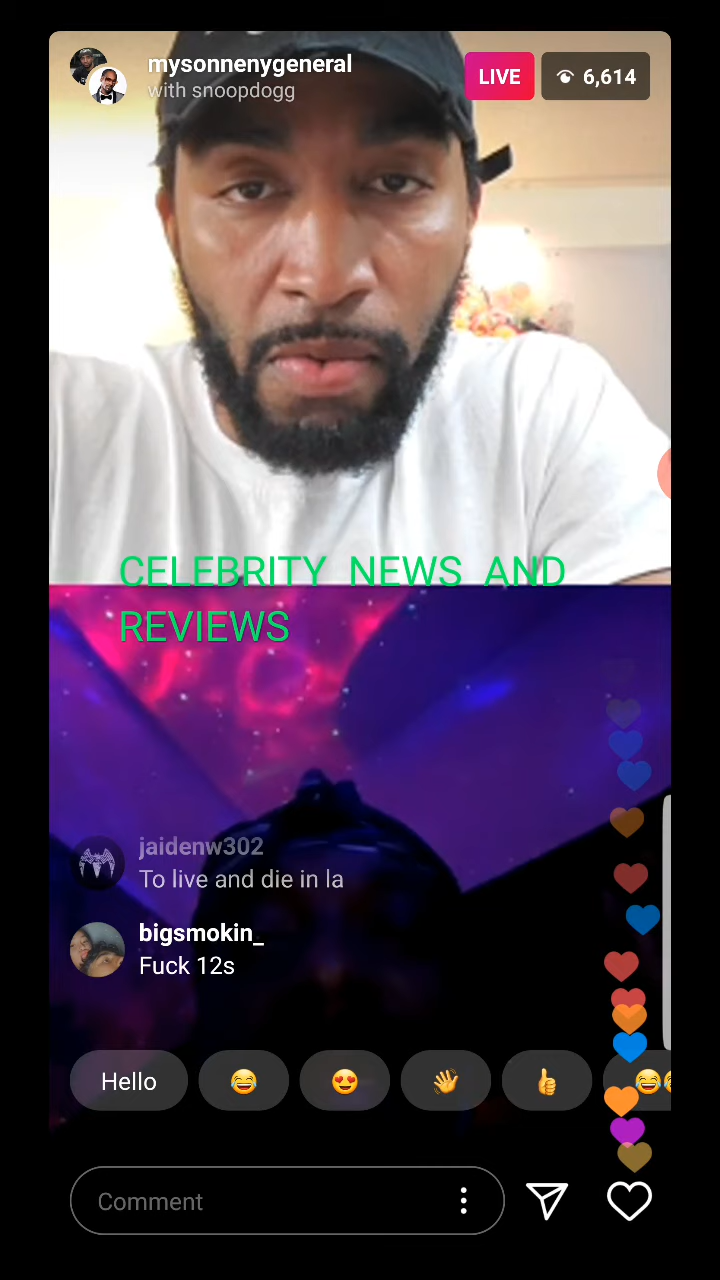 mysonnenygeneral
with snoopdogg
LIVE
6,614
CELEBRITY NEWS AND
REVIEWS
jaidenw302
To live and die in la
bigsmokin_
Fuck 12s
Hello
Comment